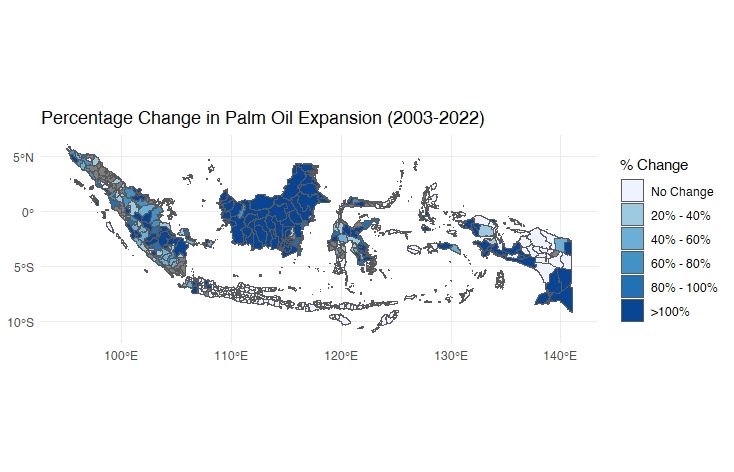 Percentage Change in Palm Oil Expansion (2003-2022)
5°N
0°
5°S
10°S
100°E 110°E 120°E 130°E 140°E
% Change
No Change
20% - 40%
40% - 60%
60% - 80%
80% - 100%
>100%